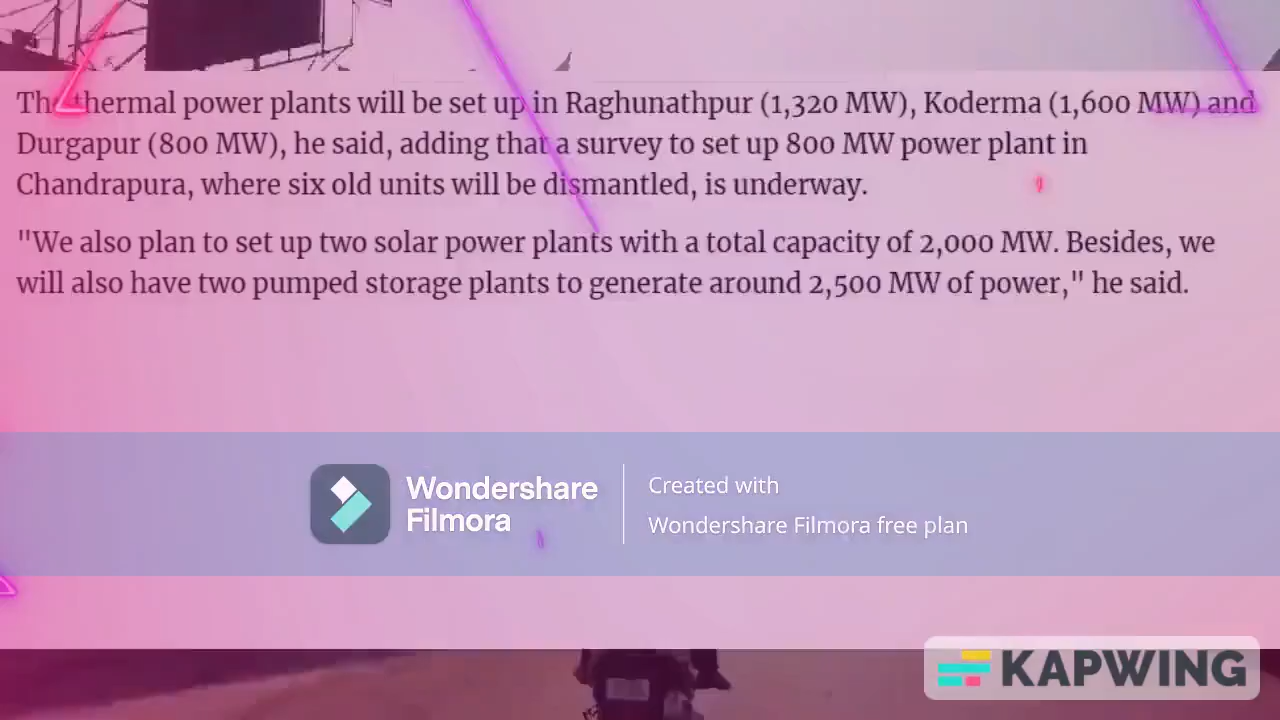 The thermal power plants will be set up in Raghunathpur (1,320 MW), Koderma (1,600 MW) and
Durgapur (800 MW), he said, adding that a survey to set up 800 MW power plant in
Chandrapura, where six old units will be dismantled, is underway.
"We also plan to set up two solar power plants with a total capacity of 2,000 MW. Besides, we
will also have two pumped storage plants to generate around 2,500 MW of power," he said.
Wondershare
Filmora
Created with
Wondershare Filmora free plan
KAPWING